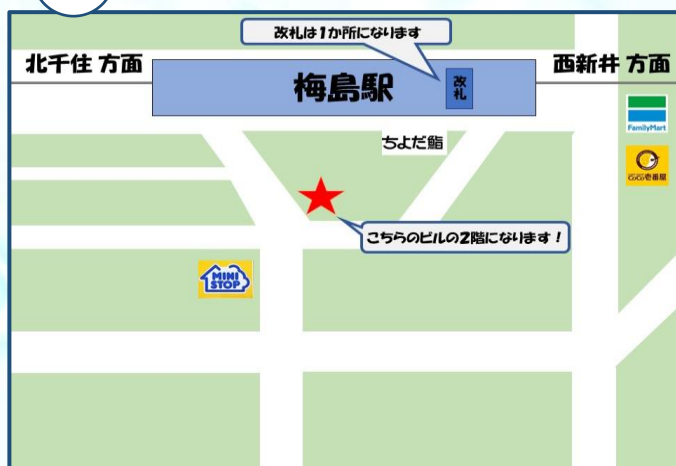 改札は1か所になります
北千住 方面
西新井 方面
梅島駅
改札
FamilyMart
ちよだ鮨
CoCo壱番屋
こちらのビルの2階になります!
MINI
STOP